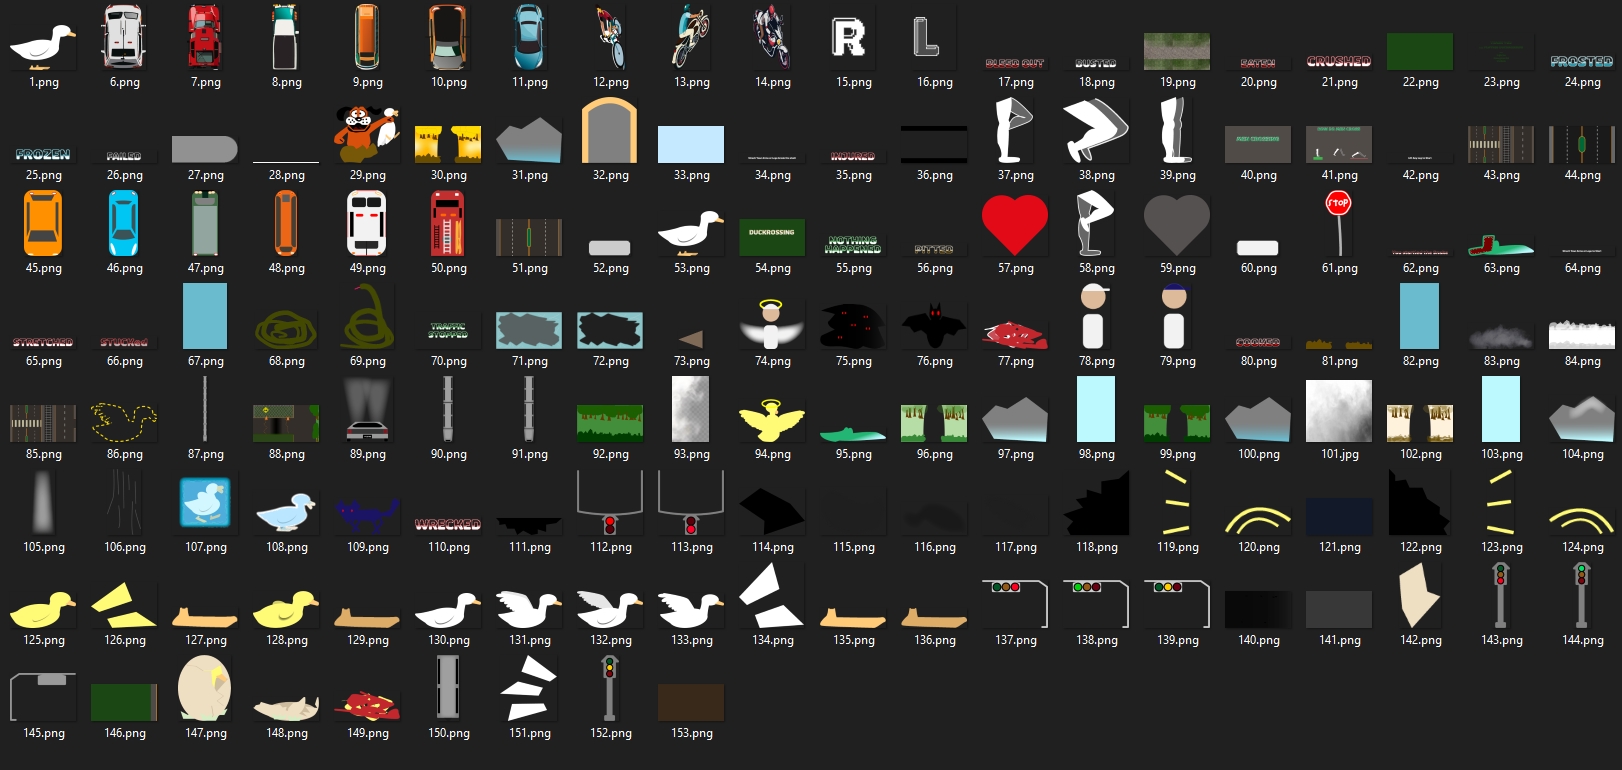 1.png 6.png 7.png 8.png 9.png 10.png 11.png 12.png 13.png 14.png 15.png 16.png 17.png 18.png 19.png 20.png 21.png 22.png 23.png 24.png
R L
BLEED OUT BUSTED CRUSHED FROSTED
25.png 26.png 27.png 28.png 29.png 30.png 31.png 32.png 33.png 34.png 35.png 36.png 37.png 38.png 39.png 40.png 41.png 42.png 43.png 44.png
FROZEN FAILED INJURED
45.png 46.png 47.png 48.png 49.png 50.png 51.png 52.png 53.png 54.png 55.png 56.png 57.png 58.png 59.png 60.png 61.png 62.png 63.png 64.png
DUCKROSSING
NOTHING
HAPPENED
PITTED
STOP
65.png 66.png 67.png 68.png 69.png 70.png 71.png 72.png 73.png 74.png 75.png 76.png 77.png 78.png 79.png 80.png 81.png 82.png 83.png 84.png
STRETCHED STUCKed
TRAFFIC
STOPPED
85.png 86.png 87.png 88.png 89.png 90.png 91.png 92.png 93.png 94.png 95.png 96.png 97.png 98.png 99.png 100.png 101.jpg 102.png 103.png 104.png
105.png 106.png 107.png 108.png 109.png 110.png 111.png 112.png 113.png 114.png 115.png 116.png 117.png 118.png 119.png 120.png 121.png 122.png 123.png 124.png
WRECKED
125.png 126.png 127.png 128.png 129.png 130.png 131.png 132.png 133.png 134.png 135.png 136.png 137.png 138.png 139.png 140.png 141.png 142.png 143.png 144.png
145.png 146.png 147.png 148.png 149.png 150.png 151.png 152.png 153.png